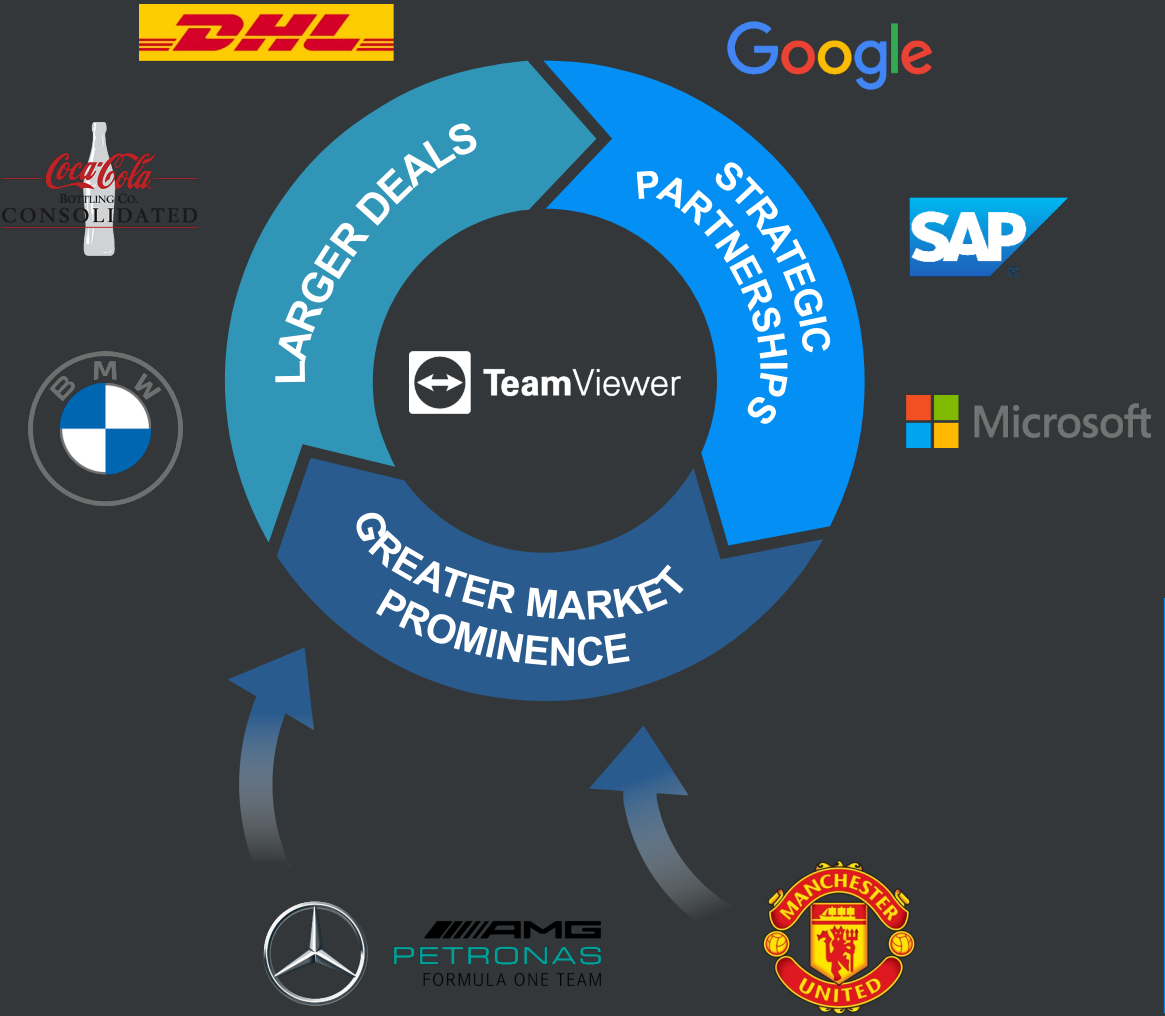 DHL
Google
Coca-Cola
BOTTLING CO.
CONSOLIDATED
LARGER DEALS
STRATEGIC
PARTNERSHIPS
SAP
BMW
TeamViewer
Microsoft
GREATER MARKET
PROMINENCE
AMG
PETRONAS
FORMULA ONE TEAM
MANCHESTER
UNITED